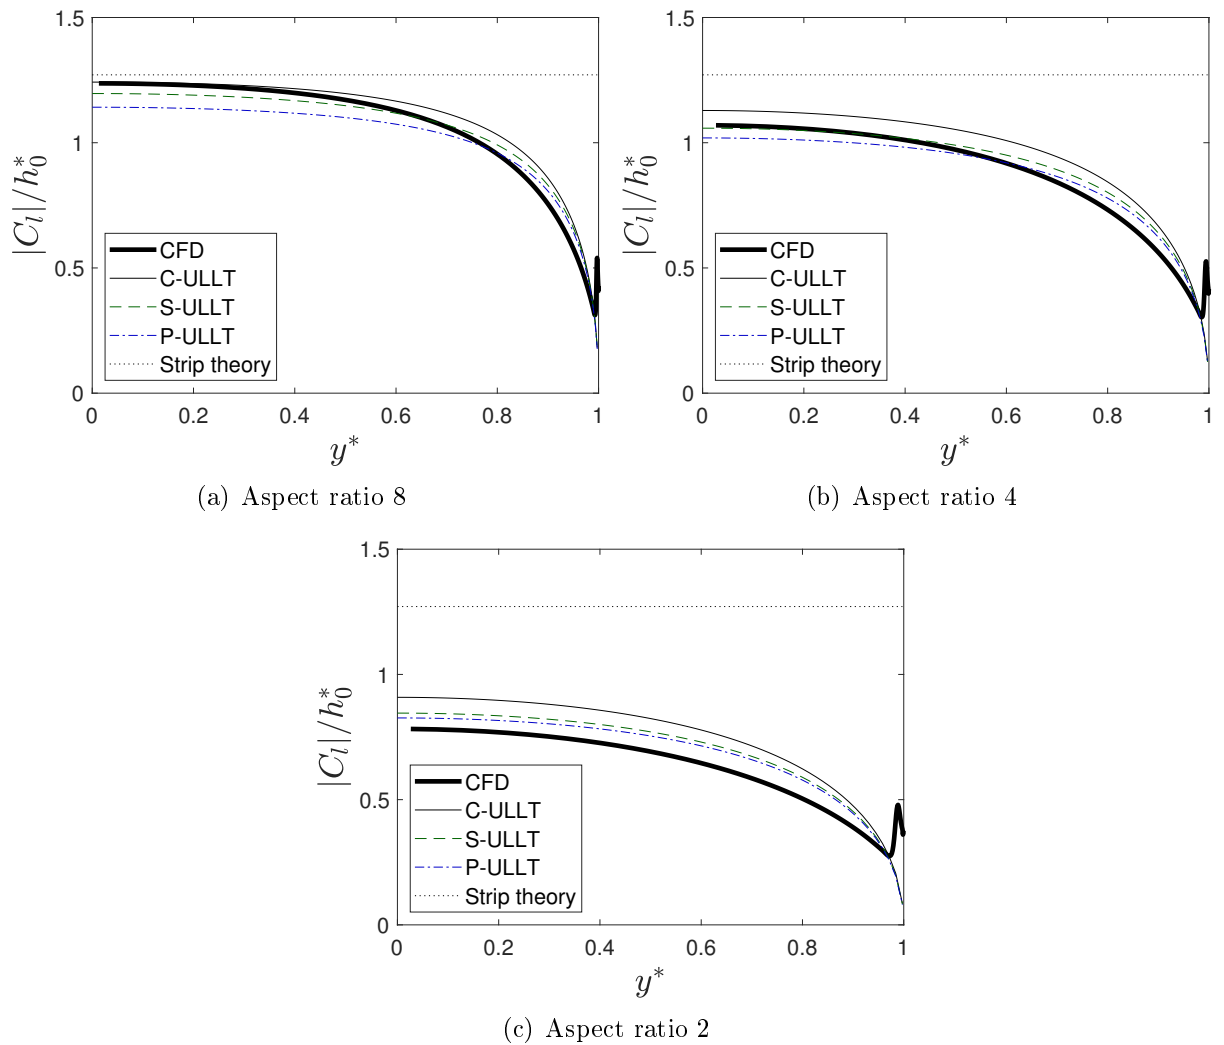 1.5
1
0.5
0
|C_l|/h_0^*
CFD
C-ULLT
S-ULLT
P-ULLT
Strip theory
0 0.2 0.4 0.6 0.8 1
y*
(a) Aspect ratio 8
1.5
1
0.5
0
|C_l|/h_0^*
CFD
C-ULLT
S-ULLT
P-ULLT
Strip theory
0 0.2 0.4 0.6 0.8 1
y*
(b) Aspect ratio 4
1.5
1
0.5
0
|C_l|/h_0^*
CFD
C-ULLT
S-ULLT
P-ULLT
Strip theory
0 0.2 0.4 0.6 0.8 1
y*
(c) Aspect ratio 2